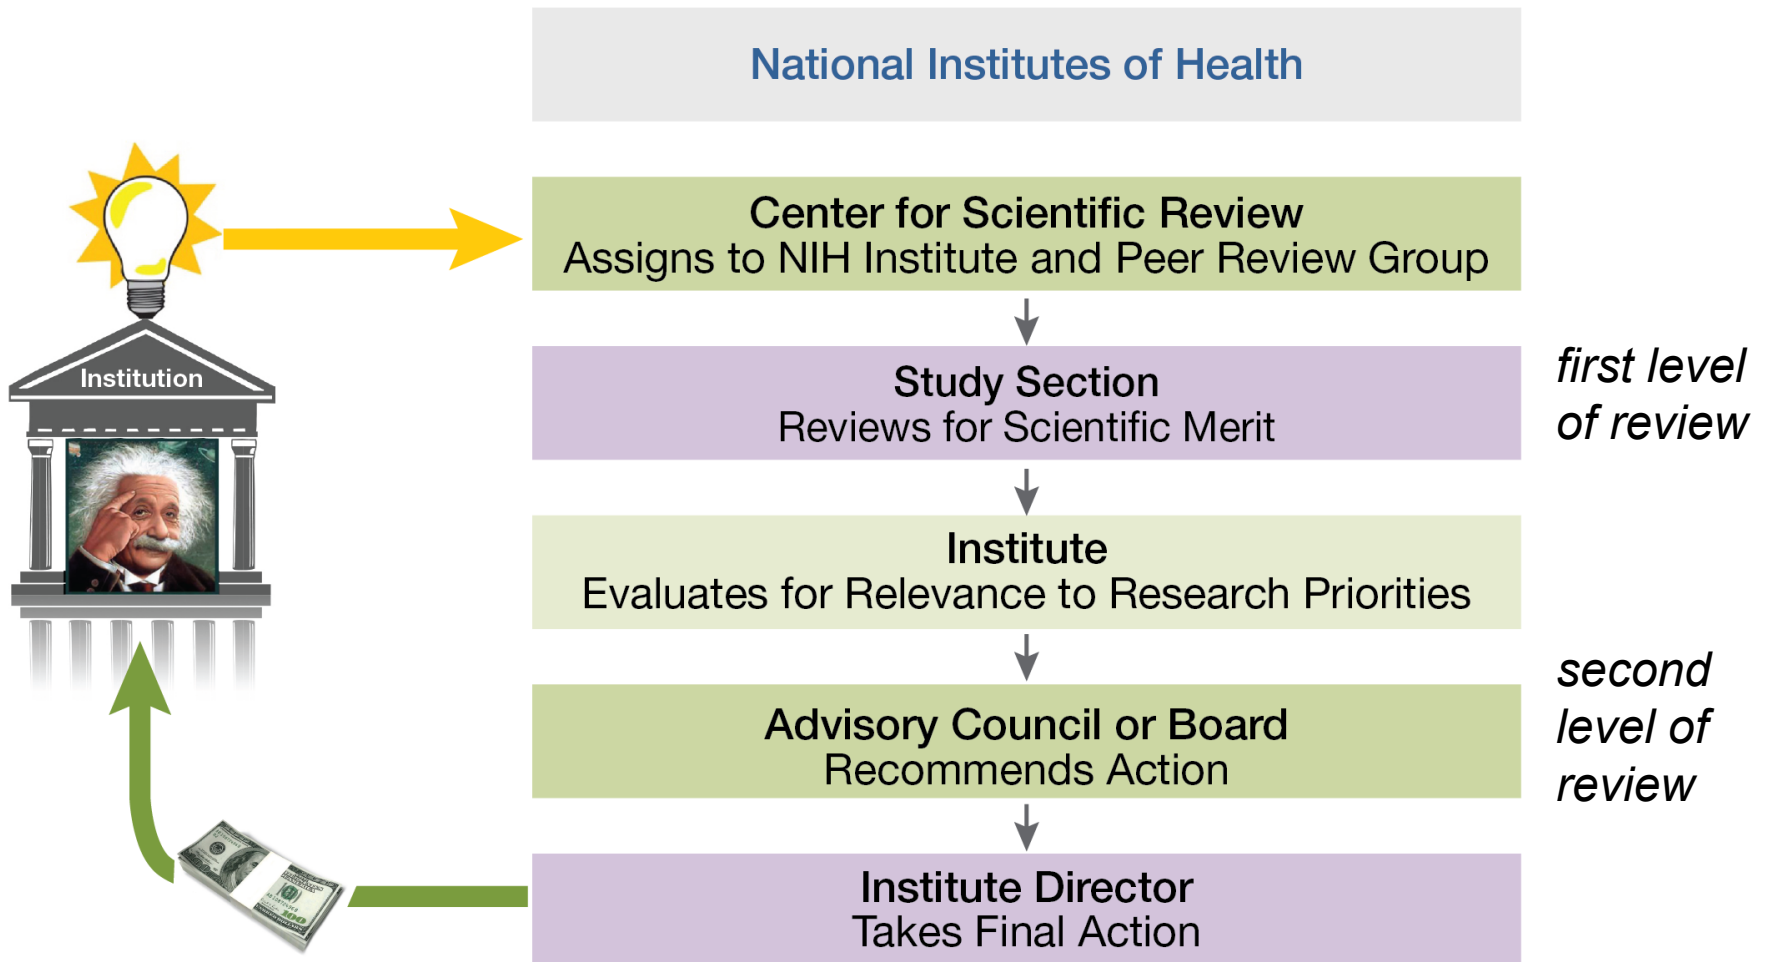 National Institutes of Health
Center for Scientific Review
Assigns to NIH Institute and Peer Review Group
Institution
Study Section
Reviews for Scientific Merit
first level
of review
Institute
Evaluates for Relevance to Research Priorities
Advisory Council or Board
Recommends Action
second
level of
review
Institute Director
Takes Final Action
100